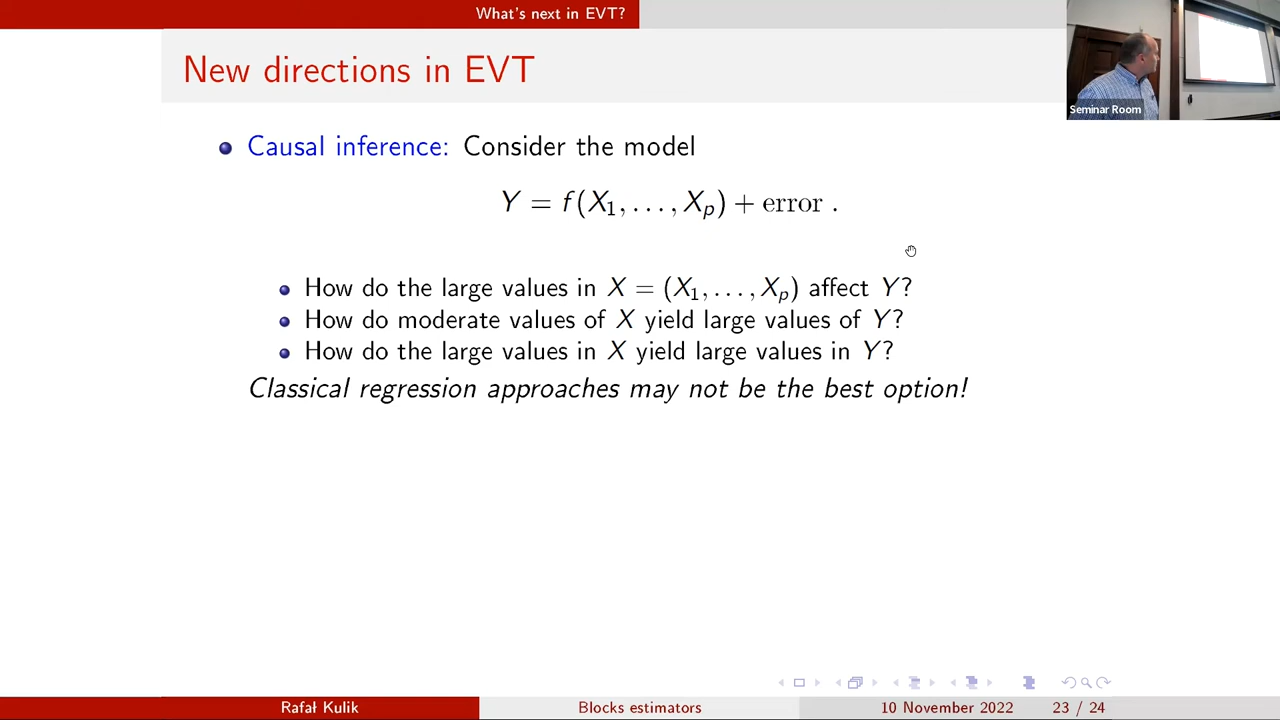 What's next in EVT?
New directions in EVT
Seminar Room
Causal inference: Consider the model
Y = f(X₁, . . . , Xₚ) + error .
How do the large values in X = (X₁, . . . , Xₚ) affect Y?
How do moderate values of X yield large values of Y?
How do the large values in X yield large values in Y?
Classical regression approaches may not be the best option!
Rafał Kulik
Blocks estimators
10 November 2022
23 / 24